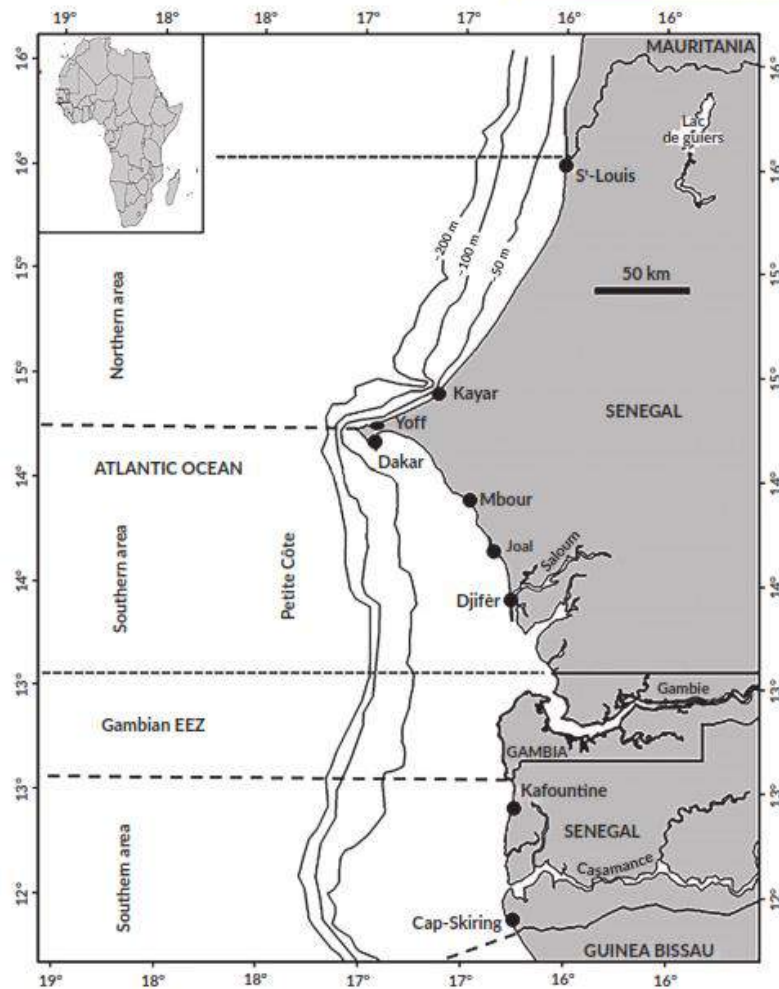 19° 18° 18° 17° 17° 16° 16°
16°
16°
15°
15°
14°
14°
13°
13°
12°
16°
16°
15°
15°
14°
14°
13°
13°
12°
MAURITANIA
Lac
de guiers
Sᵗ-Louis
-200 m
-100 m
-50 m
50 km
Northern area
Kayar
Yoff
SENEGAL
ATLANTIC OCEAN
Dakar
Mbour
Joal
Saloum
Southern area
Petite Côte
Djifèr
Gambie
Gambian EEZ
GAMBIA
Kafountine
SENEGAL
Southern area
Casamance
Cap-Skiring
GUINEA BISSAU
19° 18° 18° 17° 17° 16° 16°